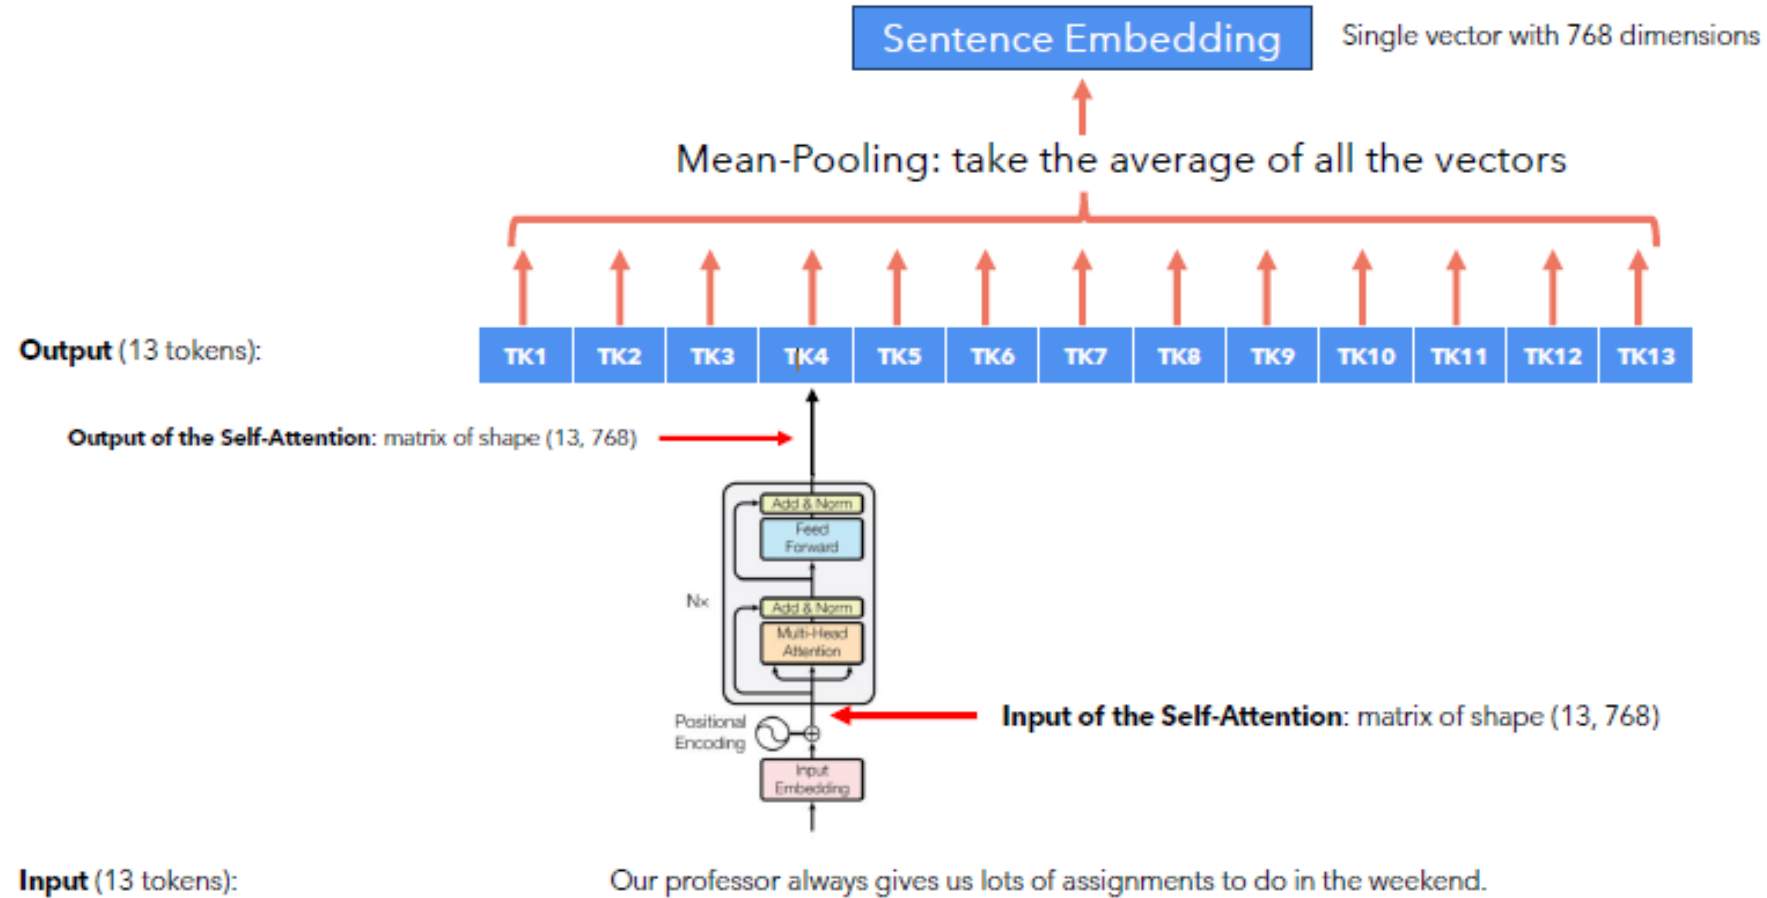 Sentence Embedding
Single vector with 768 dimensions
Mean-Pooling: take the average of all the vectors
Output (13 tokens):
TK1 TK2 TK3 TK4 TK5 TK6 TK7 TK8 TK9 TK10 TK11 TK12 TK13
Output of the Self-Attention: matrix of shape (13, 768)
Add & Norm
Feed
Forward
Nx
Add & Norm
Multi-Head
Attention
Positional
Encoding
Input of the Self-Attention: matrix of shape (13, 768)
Input
Embedding
Input (13 tokens):
Our professor always gives us lots of assignments to do in the weekend.